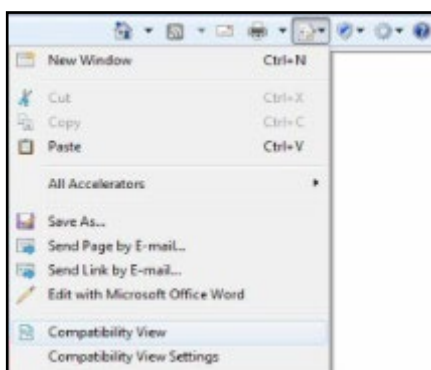 New Window Ctrl+N
Cut Ctrl+X
Copy Ctrl+C
Paste Ctrl+V
All Accelerators
Save As...
Send Page by E-mail...
Send Link by E-mail...
Edit with Microsoft Office Word
Compatibility View
Compatibility View Settings